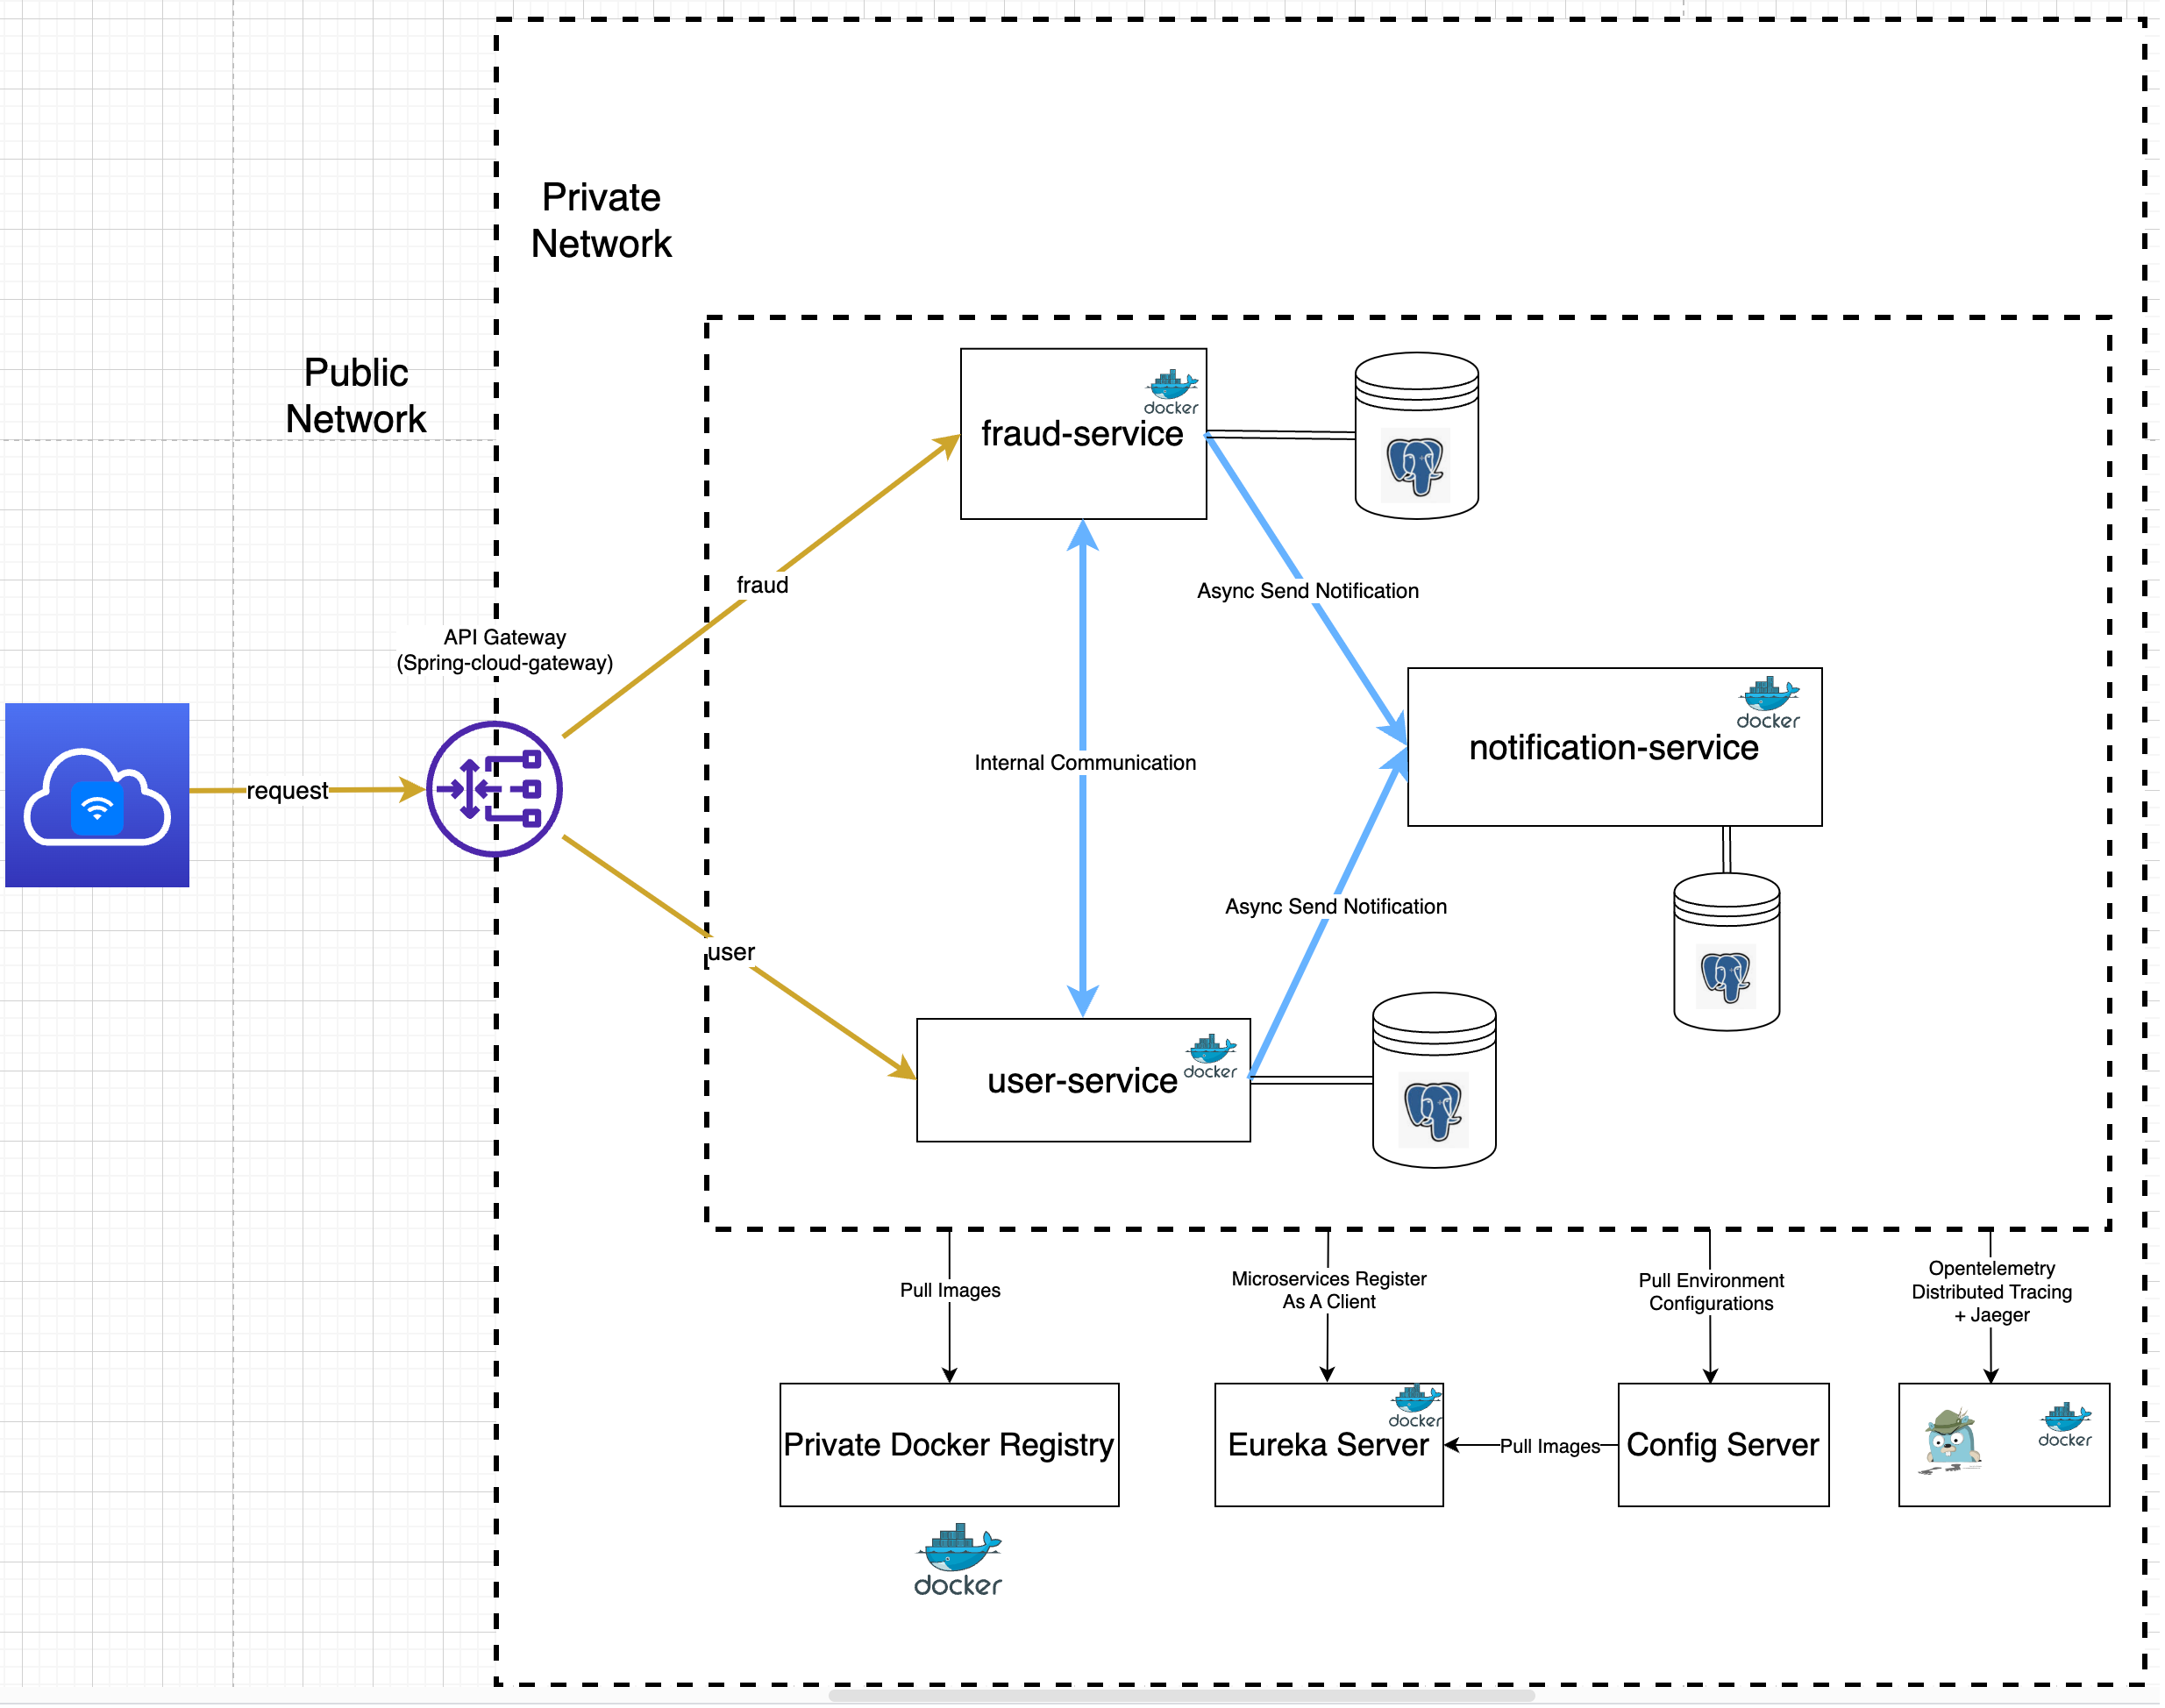 Private
Network
Public
Network
docker
fraud-service
fraud
Async Send Notification
API Gateway
(Spring-cloud-gateway)
docker
notification-service
Internal Communication
request
Async Send Notification
user
docker
user-service
Pull Images
Microservices Register
As A Client
Pull Environment
Configurations
Opentelemetry
Distributed Tracing
+ Jaeger
Private Docker Registry
docker
Eureka Server
Pull Images
Config Server
docker
docker